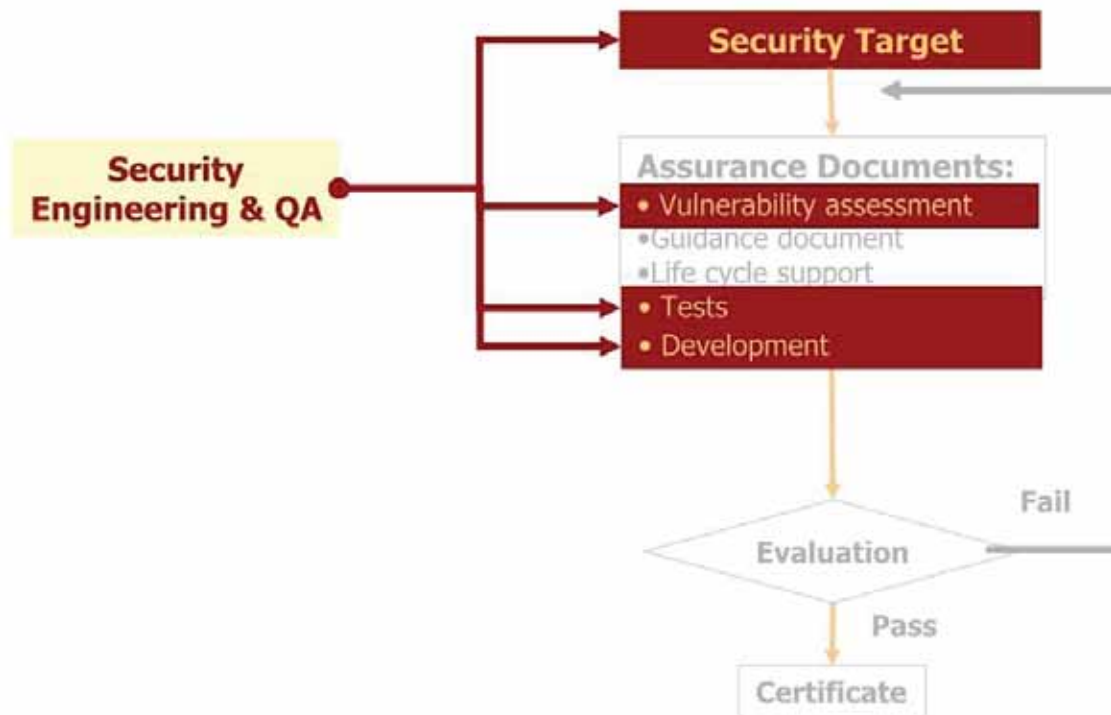 Security Target
Security
Engineering & QA
Assurance Documents:
• Vulnerability assessment
•Guidance document
•Life cycle support
• Tests
• Development
Fail
Evaluation
Pass
Certificate